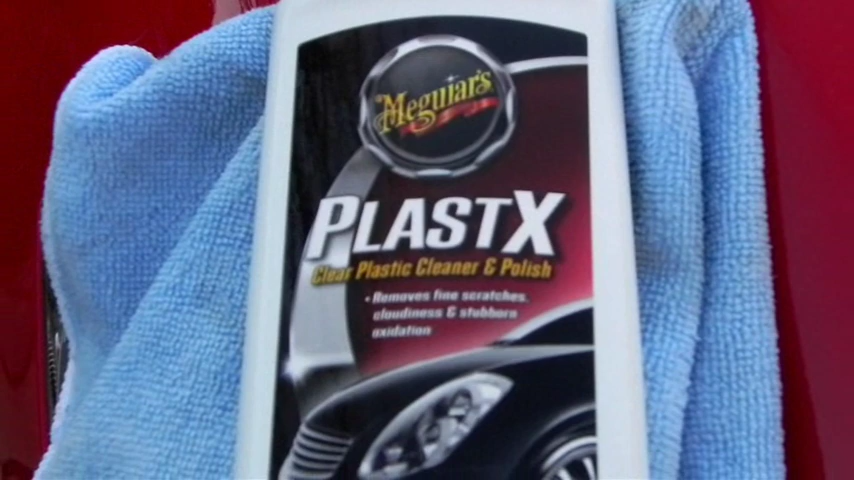 Meguiar's
PLASTX
Clear Plastic Cleaner & Polish
• Removes fine scratches,
cloudiness & stubborn
oxidation